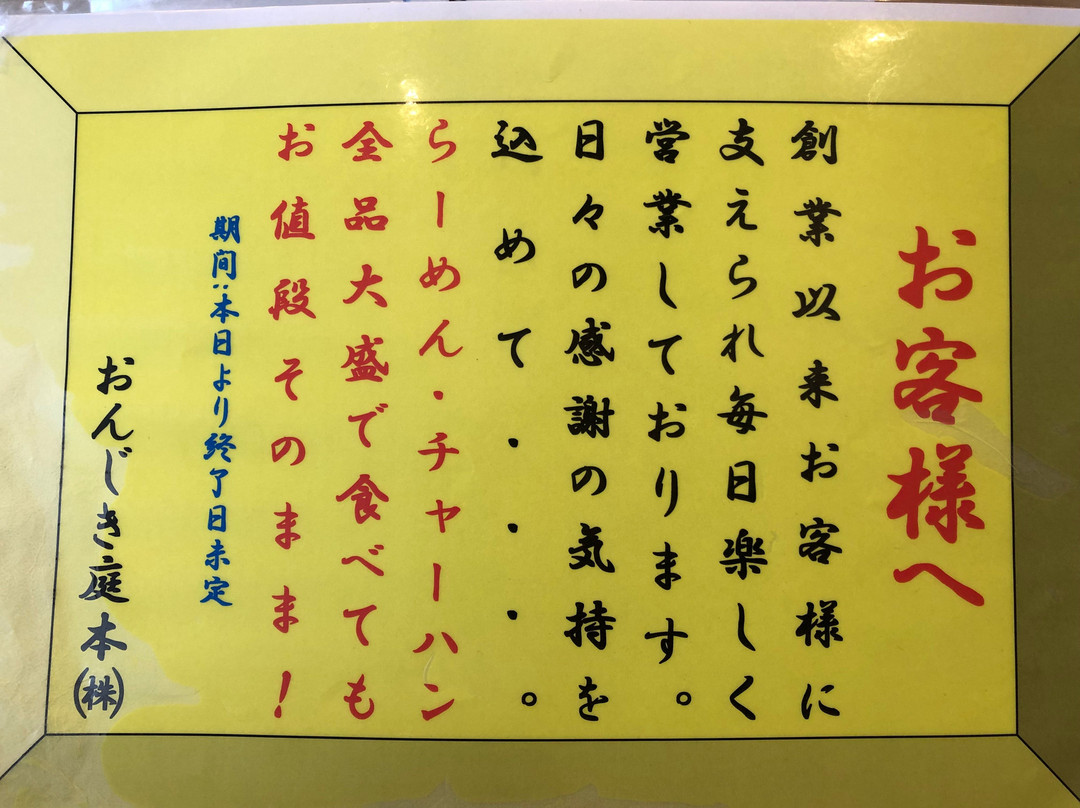 お客様へ
創業以来お客様に
支えられ毎日楽しく
営業しております。
日々の感謝の気持を
込めて・・・・。
らーめん・チャーハン
全品大盛で食べても
お値段そのまま！
期間：本日より終了日未定
おんじき庭本㈱